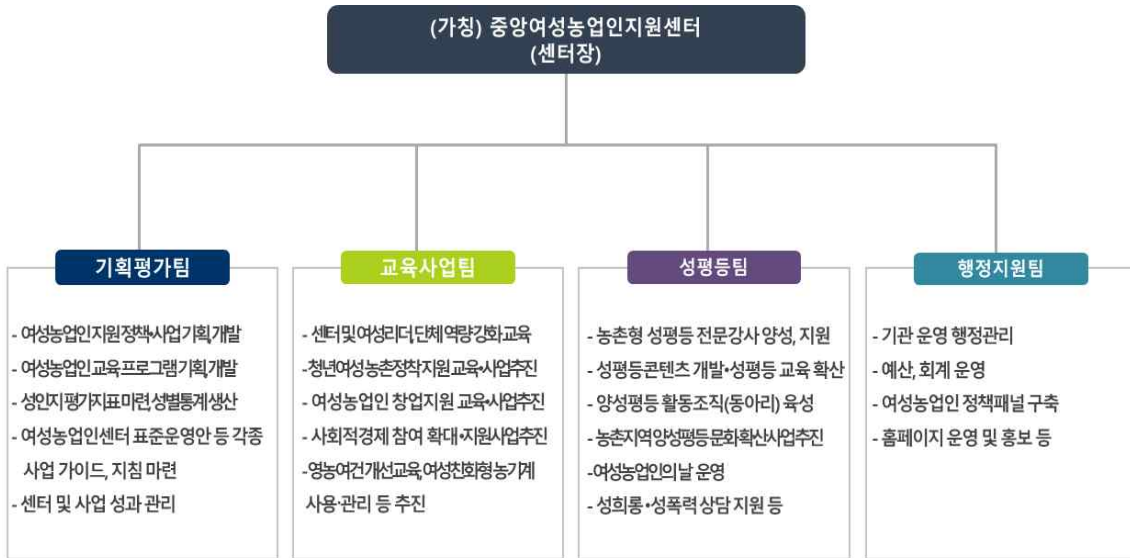 (가칭) 중앙여성농업인지원센터
(센터장)
기획평가팀
- 여성농업인지원정책•사업기획,개발
- 여성농업인교육프로그램기획,개발
- 성인지평가지표마련,성별통계생산
- 여성농업인센터 표준운영안 등 각종
사업 가이드, 지침 마련
- 센터 및 사업 성과 관리
교육사업팀
- 센터및여성리더,단체역량강화교육
-청년여성농촌정착지원교육•사업추진
- 여성농업인 창업지원 교육•사업추진
- 사회적경제 참여 확대•지원사업추진
-영농여건개선교육,여성친화형농기계
사용·관리 등 추진
성평등팀
- 농촌형 성평등 전문강사 양성, 지원
- 성평등콘텐츠 개발•성평등 교육 확산
- 양성평등 활동조직(동아리) 육성
- 농촌지역양성평등문화확산사업추진
-여성농업인의날 운영
- 성희롱•성폭력 상담 지원 등
행정지원팀
- 기관 운영 행정관리
- 예산, 회계 운영
- 여성농업인 정책패널 구축
- 홈페이지 운영 및 홍보 등